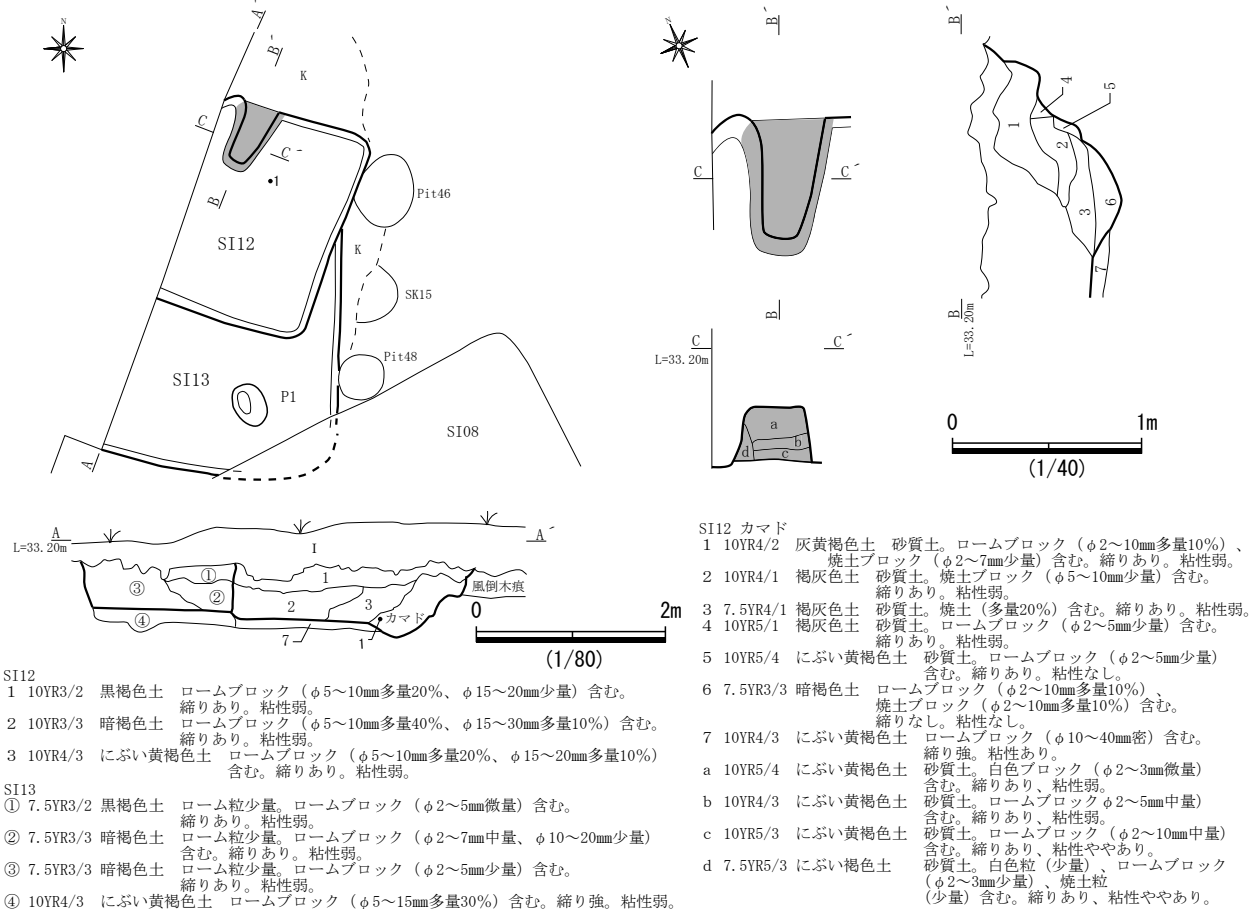 N
A´
B´
K
C
C´
1
B
Pit46
SI12
K
SK15
Pit48
SI13
P1
SI08
A
N
B´
C
C´
B
C
C´
L=33.20m
a
b
c
d
B´
4
5
1
2
3
6
7
B
L=33.20m
0 1m
(1/40)
A
A´
L=33.20m
I
①
1
③
②
2
3
風倒木痕
カマド
④
7
1
0 2m
(1/80)
SI12
1 10YR3/2 黒褐色土 ロームブロック（φ5～10㎜多量20%、φ15～20㎜少量）含む。
締りあり。粘性弱。
2 10YR3/3 暗褐色土 ロームブロック（φ5～10㎜多量40%、φ15～30㎜多量10%）含む。
締りあり。粘性弱。
3 10YR4/3 にぶい黄褐色土 ロームブロック（φ5～10㎜多量20%、φ15～20㎜多量10%）
含む。締りあり。粘性弱。
SI13
① 7.5YR3/2 黒褐色土 ローム粒少量。ロームブロック（φ2～5㎜微量）含む。
締りあり。粘性弱。
② 7.5YR3/3 暗褐色土 ローム粒少量。ロームブロック（φ2～7㎜中量、φ10～20㎜少量）
含む。締りあり。粘性弱。
③ 7.5YR3/3 暗褐色土 ローム粒少量。ロームブロック（φ2～5㎜少量）含む。
締りあり。粘性弱。
④ 10YR4/3 にぶい黄褐色土 ロームブロック（φ5～15㎜多量30%）含む。締り強。粘性弱。
SI12 カマド
1 10YR4/2 灰黄褐色土 砂質土。ロームブロック（φ2～10㎜多量10%）、
焼土ブロック（φ2～7㎜少量）含む。締りあり。粘性弱。
2 10YR4/1 褐灰色土 砂質土。焼土ブロック（φ5～10㎜少量）含む。
締りあり。粘性弱。
3 7.5YR4/1 褐灰色土 砂質土。焼土（多量20%）含む。締りあり。粘性弱。
4 10YR5/1 褐灰色土 砂質土。ロームブロック（φ2～5㎜少量）含む。
締りあり。粘性弱。
5 10YR5/4 にぶい黄褐色土 砂質土。ロームブロック（φ2～5㎜少量）
含む。締りあり。粘性なし。
6 7.5YR3/3 暗褐色土 ロームブロック（φ2～10㎜多量10%）、
焼土ブロック（φ2～10㎜多量10%）含む。
締りなし。粘性なし。
7 10YR4/3 にぶい黄褐色土 ロームブロック（φ10～40㎜密）含む。
締り強。粘性あり。
a 10YR5/4 にぶい黄褐色土 砂質土。白色ブロック（φ2～3㎜微量）
含む。締りあり、粘性弱。
b 10YR4/3 にぶい黄褐色土 砂質土。ロームブロックφ2～5㎜中量）
含む。締りあり、粘性弱。
c 10YR5/3 にぶい黄褐色土 砂質土。ロームブロック（φ2～10㎜中量）
含む。締りあり、粘性ややあり。
d 7.5YR5/3 にぶい褐色土 砂質土。白色粒（少量）、ロームブロック
（φ2～3㎜少量）、焼土粒
（少量）含む。締りあり、粘性ややあり。